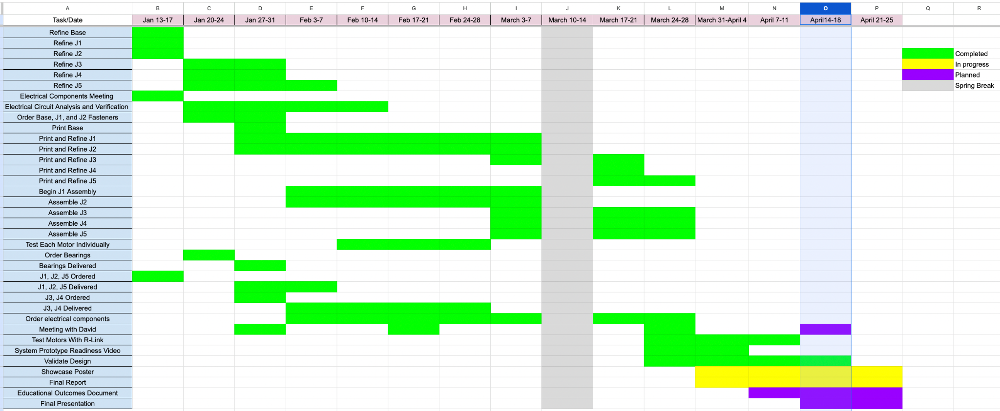 A B C D E F G H I J K L M N O P Q R
Task/Date Jan 13-17 Jan 20-24 Jan 27-31 Feb 3-7 Feb 10-14 Feb 17-21 Feb 24-28 March 3-7 March 10-14 March 17-21 March 24-28 March 31-April 4 April 7-11 April14-18 April 21-25
Refine Base
Refine J1
Refine J2 Completed
Refine J3 In progress
Refine J4 Planned
Refine J5 Spring Break
Electrical Components Meeting
Electrical Circuit Analysis and Verification
Order Base, J1, and J2 Fasteners
Print Base
Print and Refine J1
Print and Refine J2
Print and Refine J3
Print and Refine J4
Print and Refine J5
Begin J1 Assembly
Assemble J2
Assemble J3
Assemble J4
Assemble J5
Test Each Motor Individually
Order Bearings
Bearings Delivered
J1, J2, J5 Ordered
J1, J2, J5 Delivered
J3, J4 Ordered
J3, J4 Delivered
Order electrical components
Meeting with David
Test Motors With R-Link
System Prototype Readiness Video
Validate Design
Showcase Poster
Final Report
Educational Outcomes Document
Final Presentation